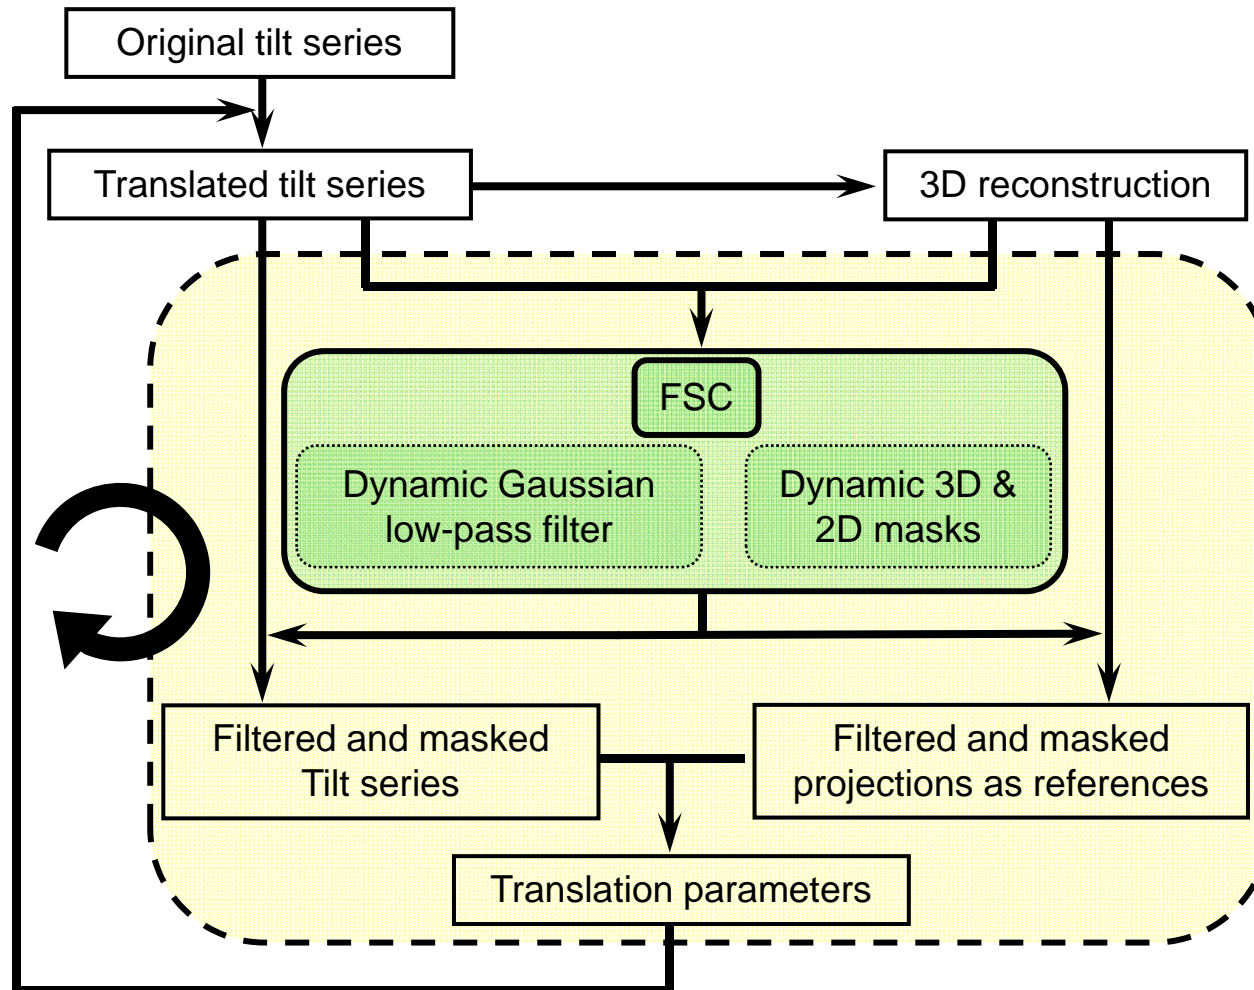 Original tilt series
Translated tilt series
3D reconstruction
FSC
Dynamic Gaussian
low-pass filter
Dynamic 3D &
2D masks
Filtered and masked
Tilt series
Filtered and masked
projections as references
Translation parameters